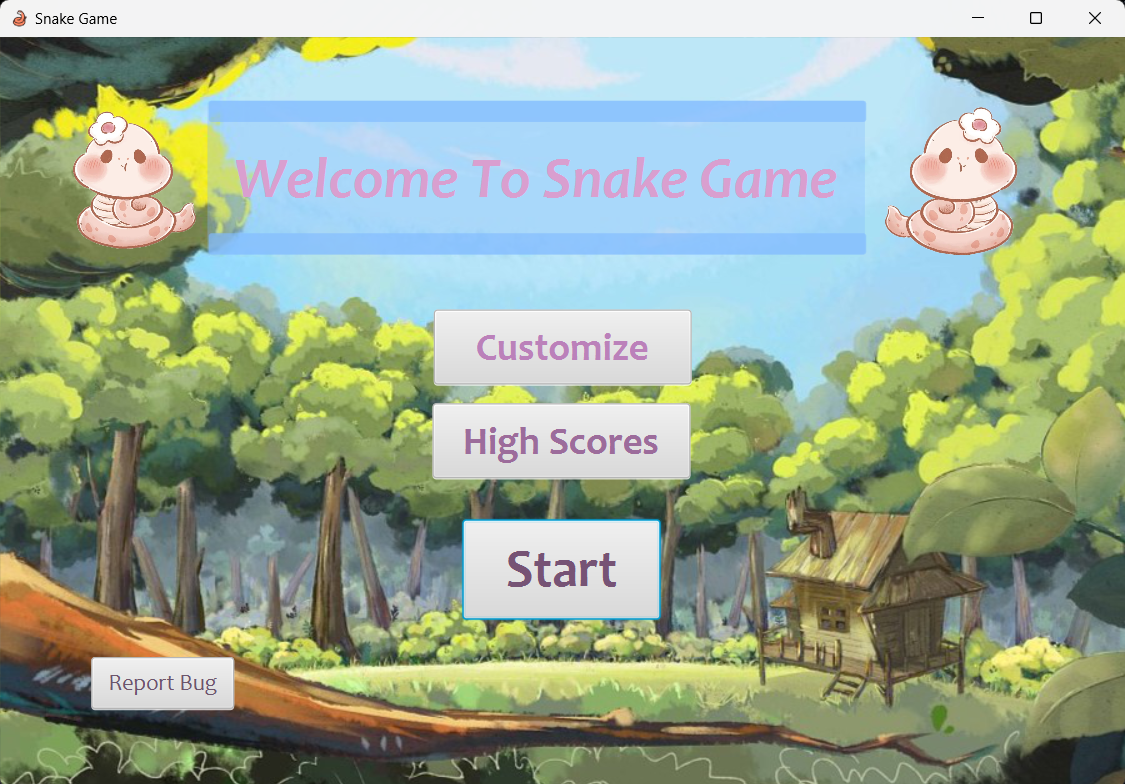 Snake Game
Welcome To Snake Game
Customize
High Scores
Start
Report Bug